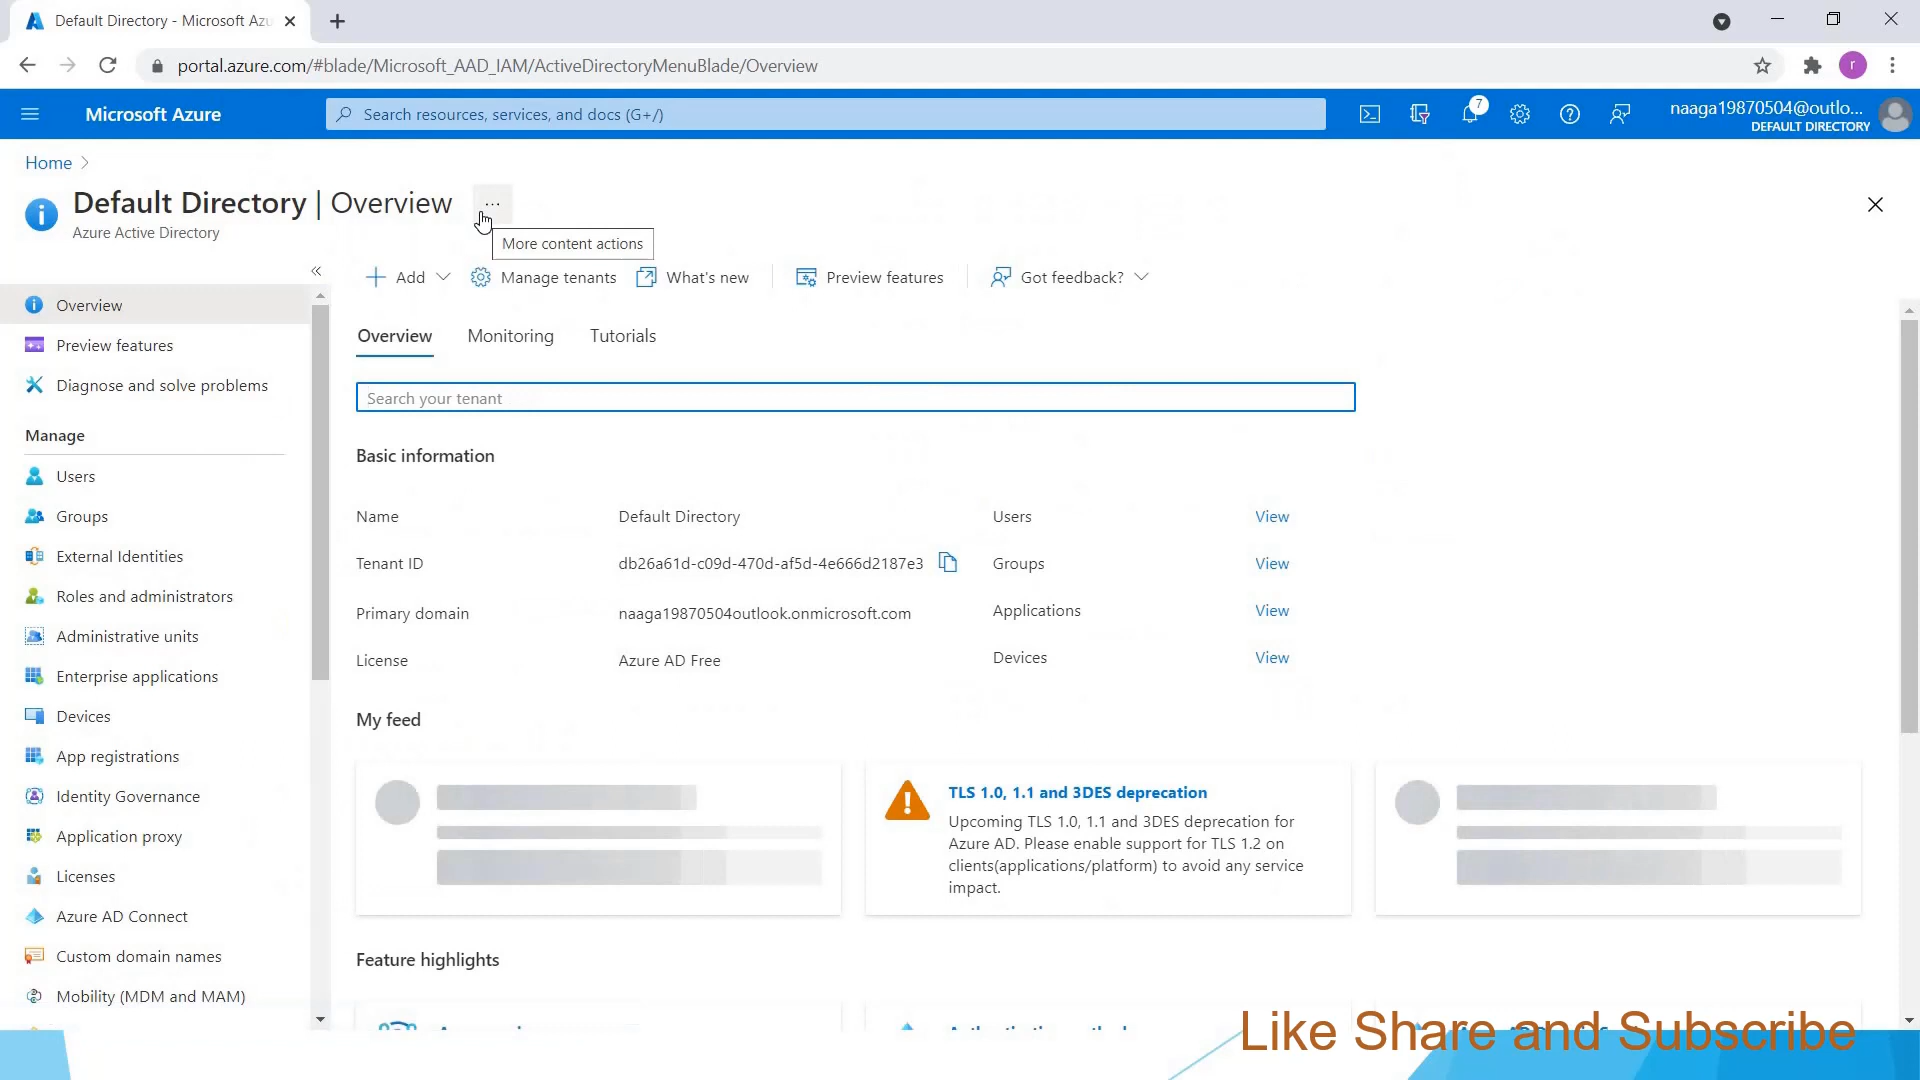 Default Directory - Microsoft Azu
portal.azure.com/#blade/Microsoft_AAD_IAM/ActiveDirectoryMenuBlade/Overview
r
Microsoft Azure
Search resources, services, and docs (G+/)
7
naaga19870504@outlo...
DEFAULT DIRECTORY
Home
Default Directory | Overview
...
Azure Active Directory
More content actions
Add
Manage tenants
What's new
Preview features
Got feedback?
Overview
Preview features
Diagnose and solve problems
Manage
Users
Groups
External Identities
Roles and administrators
Administrative units
Enterprise applications
Devices
App registrations
Identity Governance
Application proxy
Licenses
Azure AD Connect
Custom domain names
Mobility (MDM and MAM)
Overview
Monitoring
Tutorials
Search your tenant
Basic information
Name
Default Directory
Users
View
Tenant ID
db26a61d-c09d-470d-af5d-4e666d2187e3
Groups
View
Primary domain
naaga19870504outlook.onmicrosoft.com
Applications
View
License
Azure AD Free
Devices
View
My feed
TLS 1.0, 1.1 and 3DES deprecation
Upcoming TLS 1.0, 1.1 and 3DES deprecation for
Azure AD. Please enable support for TLS 1.2 on
clients(applications/platform) to avoid any service
impact.
Feature highlights
Like Share and Subscribe